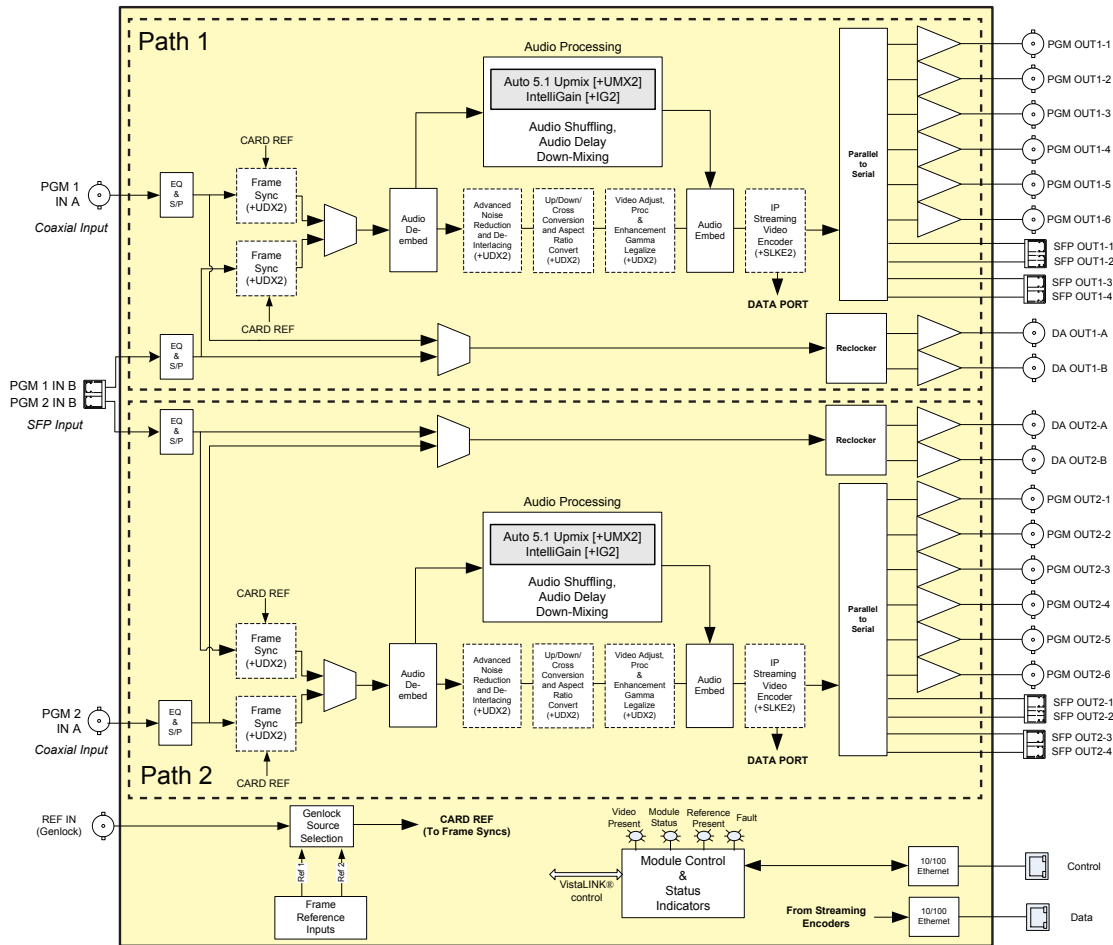 Path 1
Audio Processing
Auto 5.1 Upmix [+UMX2]
IntelliGain [+IG2]
Audio Shuffling,
Audio Delay
Down-Mixing
CARD REF
PGM 1
IN A
Coaxial Input
EQ
&
S/P
Frame
Sync
(+UDX2)
Frame
Sync
(+UDX2)
CARD REF
Audio
De-
embed
Advanced
Noise
Reduction
and De-
Interlacing
(+UDX2)
Up/Down/
Cross
Conversion
and Aspect
Ratio
Convert
(+UDX2)
Video Adjust,
Proc
&
Enhancement
Gamma
Legalize
(+UDX2)
Audio
Embed
IP
Streaming
Video
Encoder
(+SLKE2)
DATA PORT
Parallel
to
Serial
PGM OUT1-1
PGM OUT1-2
PGM OUT1-3
PGM OUT1-4
PGM OUT1-5
PGM OUT1-6
SFP OUT1-1
SFP OUT1-2
SFP OUT1-3
SFP OUT1-4
EQ
&
S/P
Reclocker
DA OUT1-A
DA OUT1-B
PGM 1 IN B
PGM 2 IN B
SFP Input
EQ
&
S/P
Reclocker
DA OUT2-A
DA OUT2-B
Audio Processing
Auto 5.1 Upmix [+UMX2]
IntelliGain [+IG2]
Audio Shuffling,
Audio Delay
Down-Mixing
CARD REF
Frame
Sync
(+UDX2)
Frame
Sync
(+UDX2)
CARD REF
PGM 2
IN A
Coaxial Input
EQ
&
S/P
Audio
De-
embed
Advanced
Noise
Reduction
and De-
Interlacing
(+UDX2)
Up/Down/
Cross
Conversion
and Aspect
Ratio
Convert
(+UDX2)
Video Adjust,
Proc
&
Enhancement
Gamma
Legalize
(+UDX2)
Audio
Embed
IP
Streaming
Video
Encoder
(+SLKE2)
DATA PORT
Parallel
to
Serial
PGM OUT2-1
PGM OUT2-2
PGM OUT2-3
PGM OUT2-4
PGM OUT2-5
PGM OUT2-6
SFP OUT2-1
SFP OUT2-2
SFP OUT2-3
SFP OUT2-4
Path 2
REF IN
(Genlock)
Genlock
Source
Selection
CARD REF
(To Frame Syncs)
Ref 1
Ref 2
Frame
Reference
Inputs
Video
Present
Module
Status
Reference
Present
Fault
VistaLINK®
control
Module Control
&
Status
Indicators
10/100
Ethernet
Control
From Streaming
Encoders
10/100
Ethernet
Data